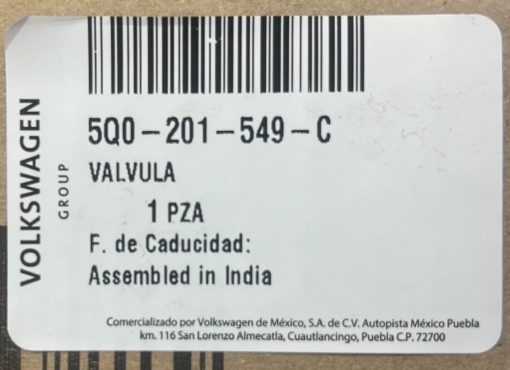 VOLKSWAGEN
GROUP
5Q0-201-549-C
VALVULA
1 PZA
F. de Caducidad:
Assembled in India
Comercializado por Volkswagen de México, S.A. de C.V. Autopista México Puebla
km. 116 San Lorenzo Almecatla, Cuautlancingo, Puebla C.P. 72700